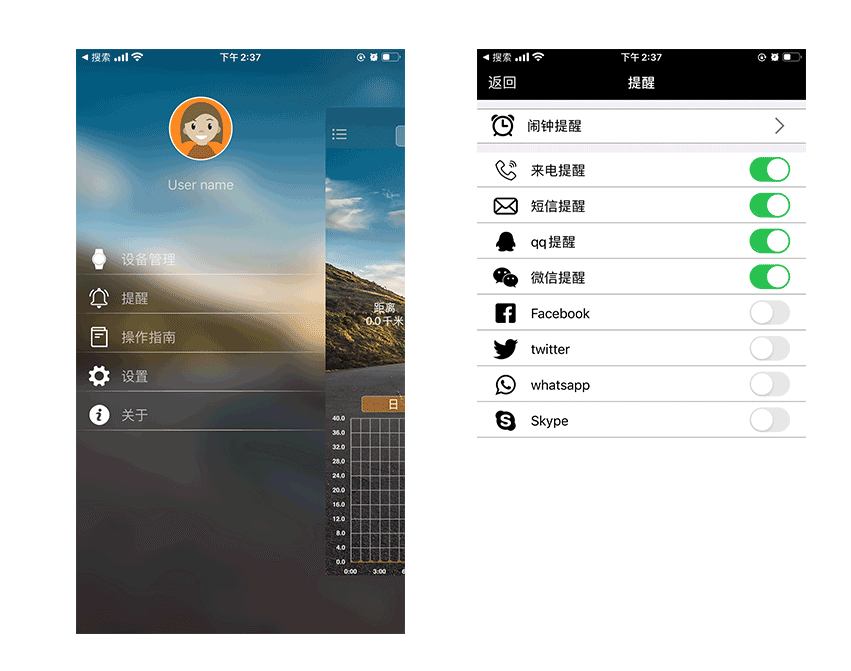 ◀ 搜索
下午2:37
User name
设备管理
提醒
操作指南
设置
关于
距离
0.0千米
日
40.0
36.0
32.0
28.0
24.0
20.0
16.0
12.0
8.0
4.0
0.0
0:00 3:00 6
◀ 搜索
下午2:37
返回
提醒
闹钟提醒
来电提醒
短信提醒
qq提醒
微信提醒
Facebook
twitter
whatsapp
Skype